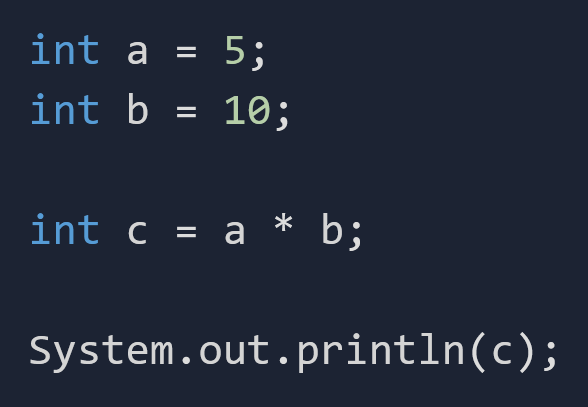 int a = 5;
int b = 10;
int c = a * b;
System.out.println(c);